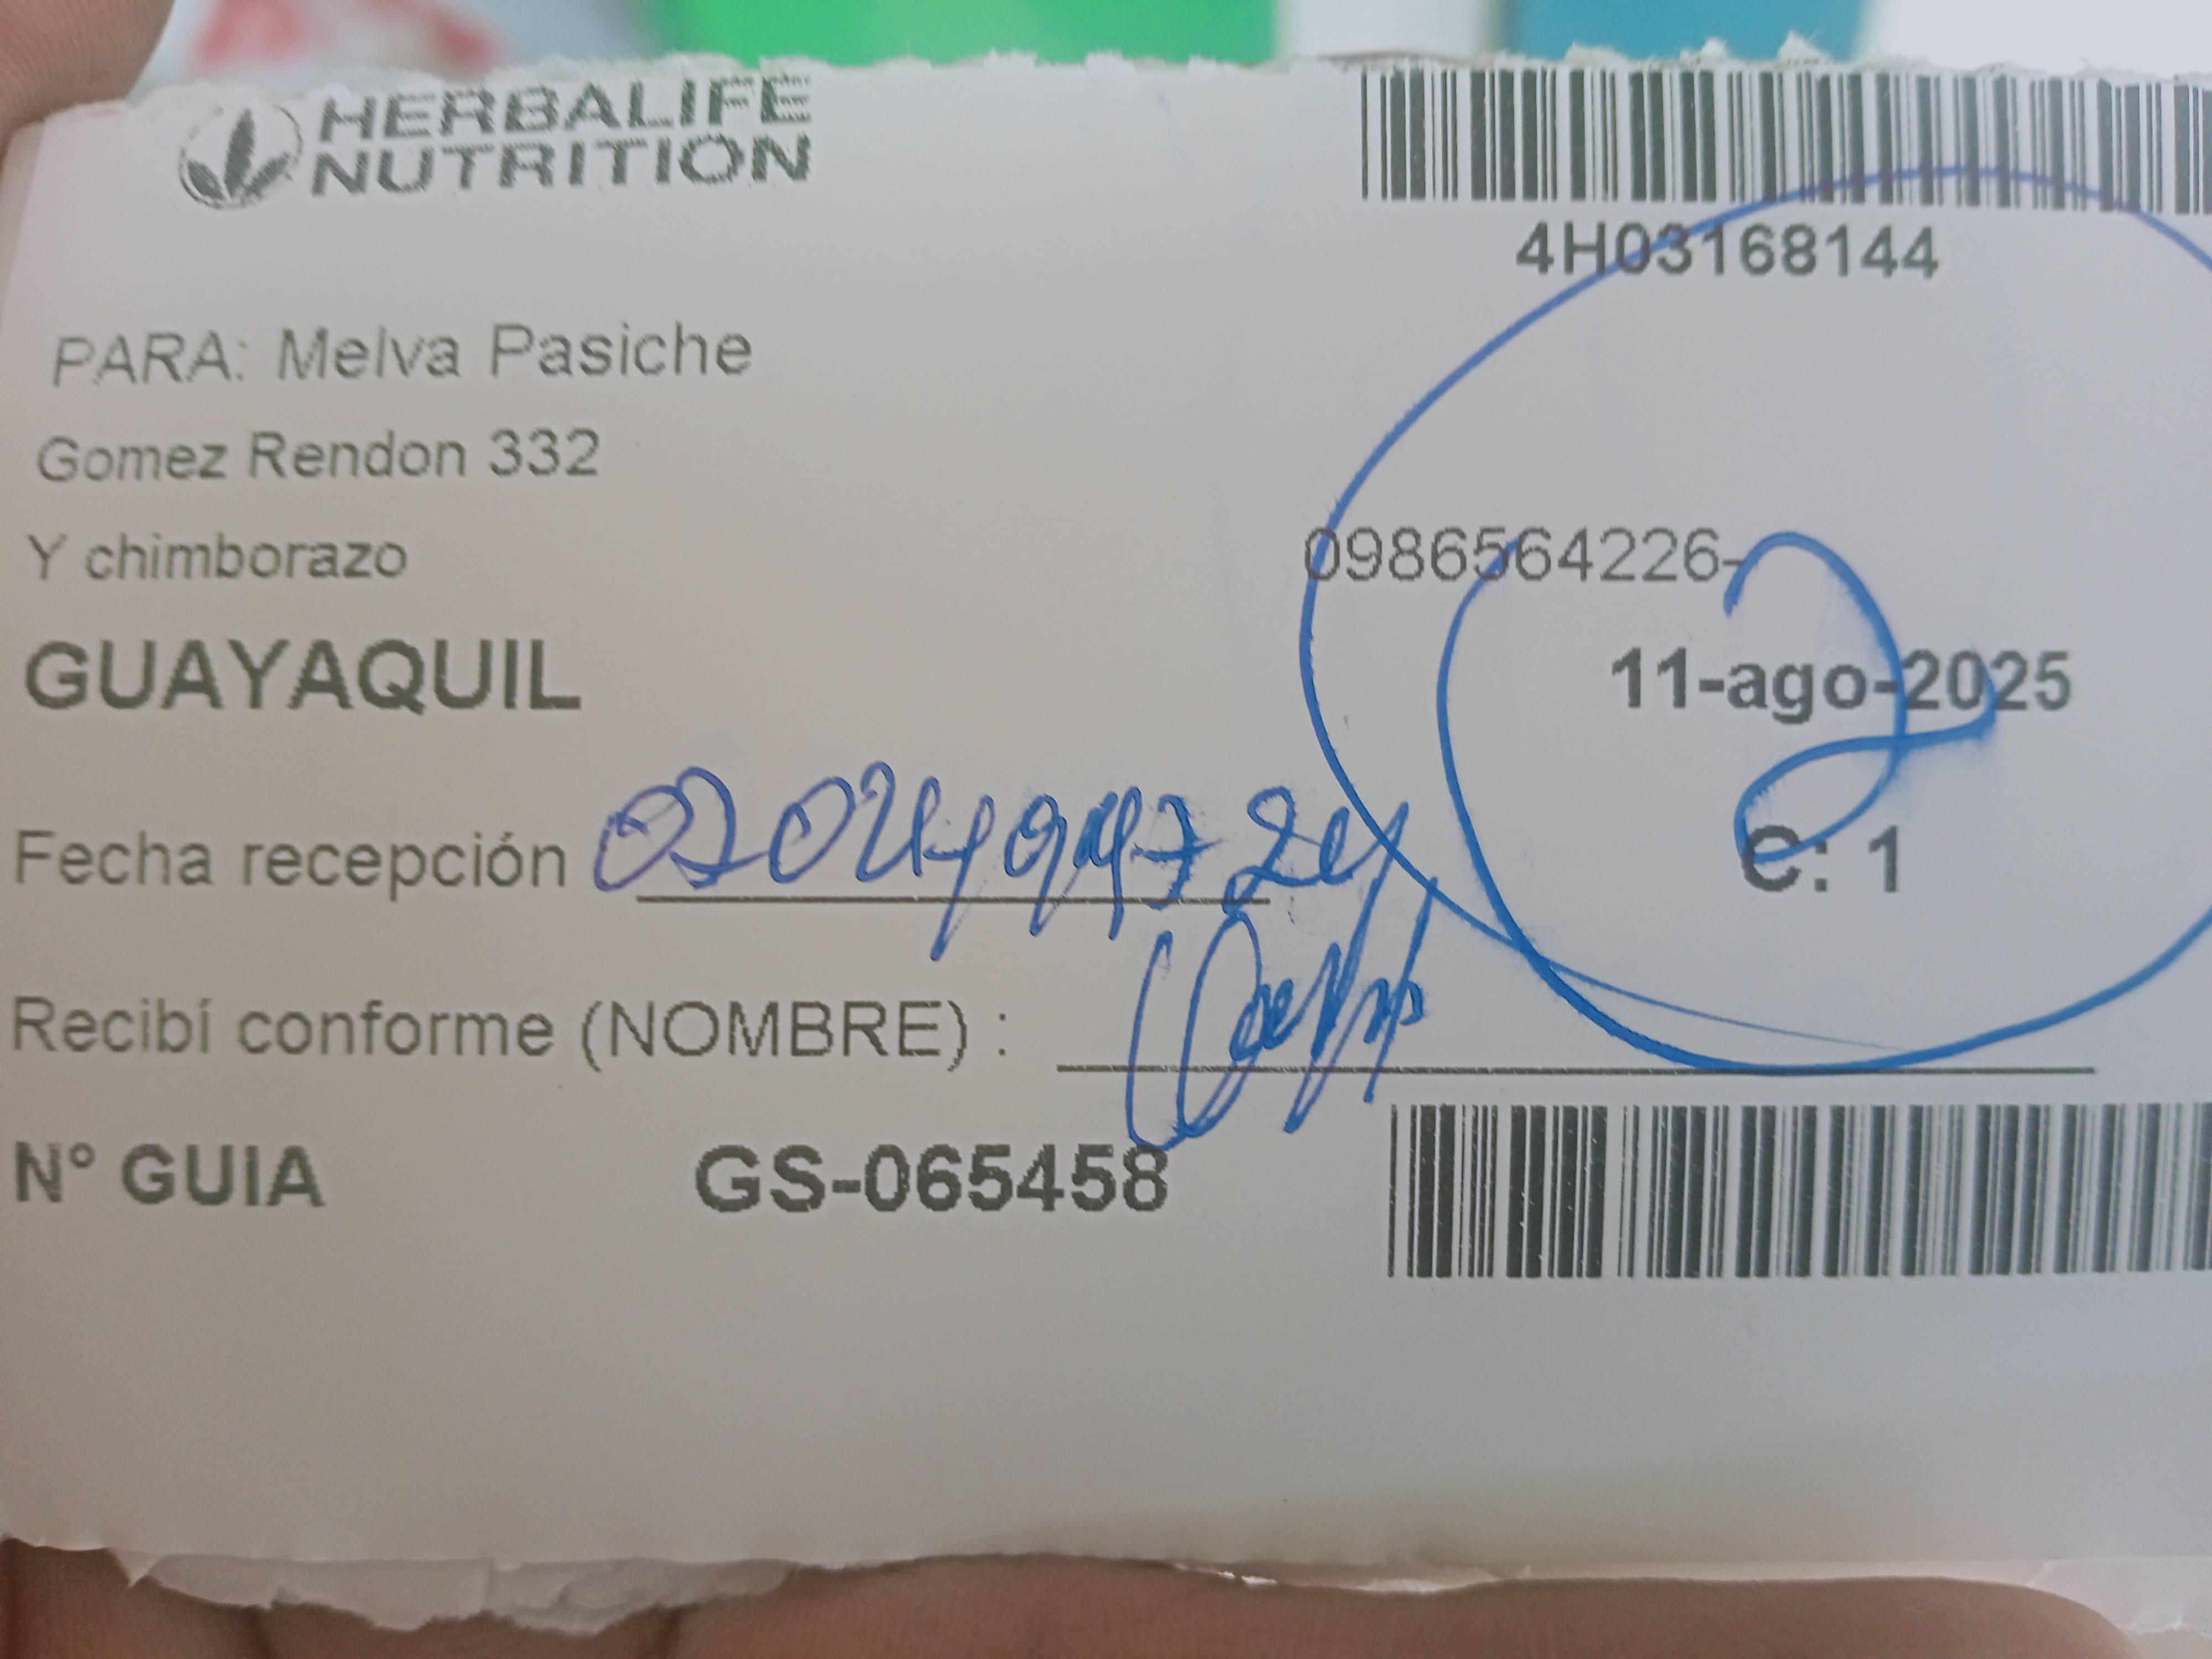 HERBALIFE
NUTRITION
4H03168144
PARA: Melva Pasiche
Gomez Rendon 332
Y chimborazo
0986564226-
GUAYAQUIL
11-ago-2025
Fecha recepción
C: 1
Recibí conforme (NOMBRE) :
N° GUIA GS-065458